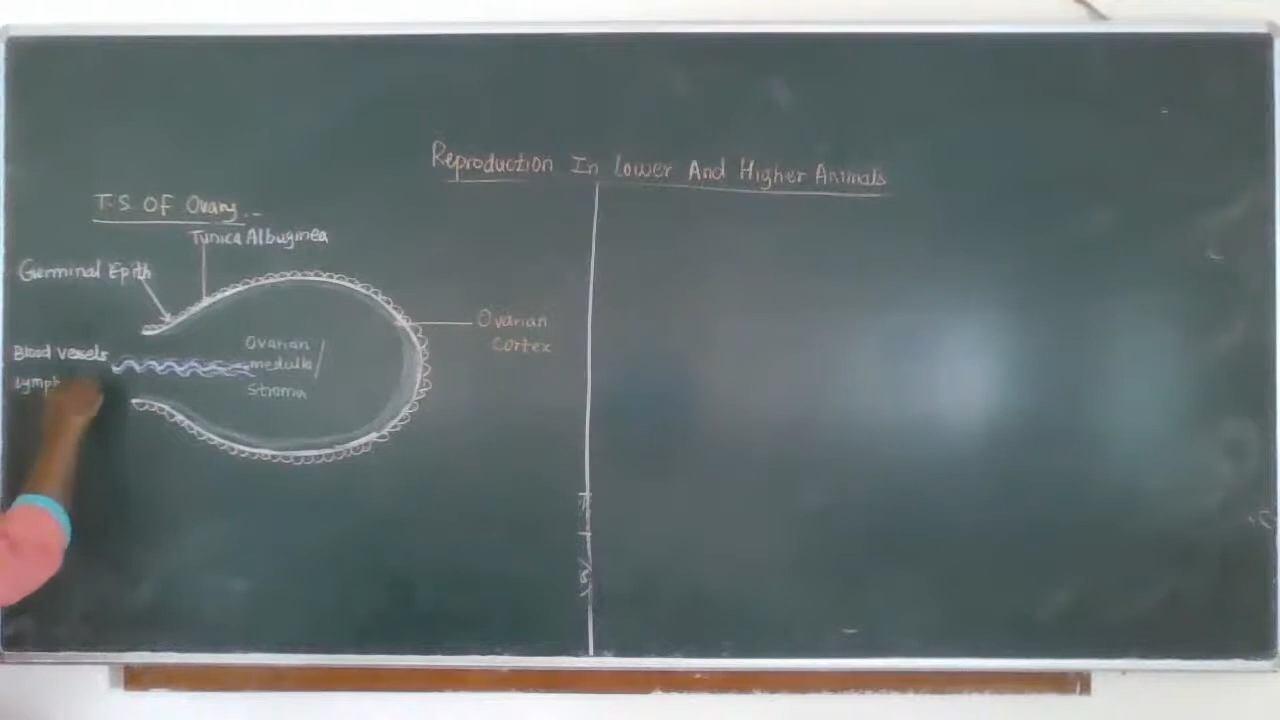 Reproduction In Lower And Higher Animals
T.S. Of Ovary..
Tunica Albuginea
Germinal Epith
Ovarian
cortex
Ovarian
medulla/
Stroma
Blood vessels
Lymph